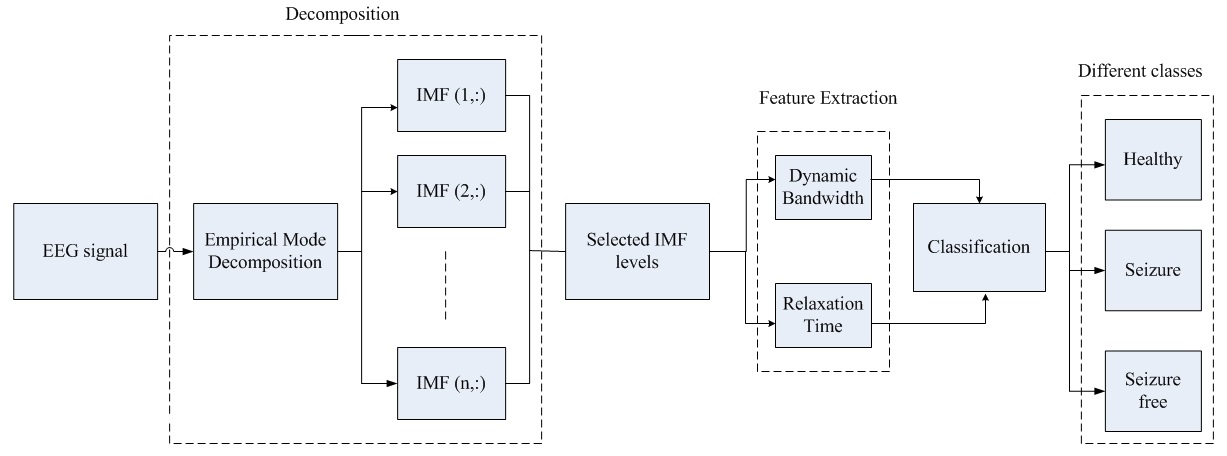 Decomposition
IMF (1,:)
IMF (2,:)
EEG signal
Empirical Mode
Decomposition
IMF (n,:)
Selected IMF
levels
Feature Extraction
Dynamic
Bandwidth
Relaxation
Time
Classification
Different classes
Healthy
Seizure
Seizure
free